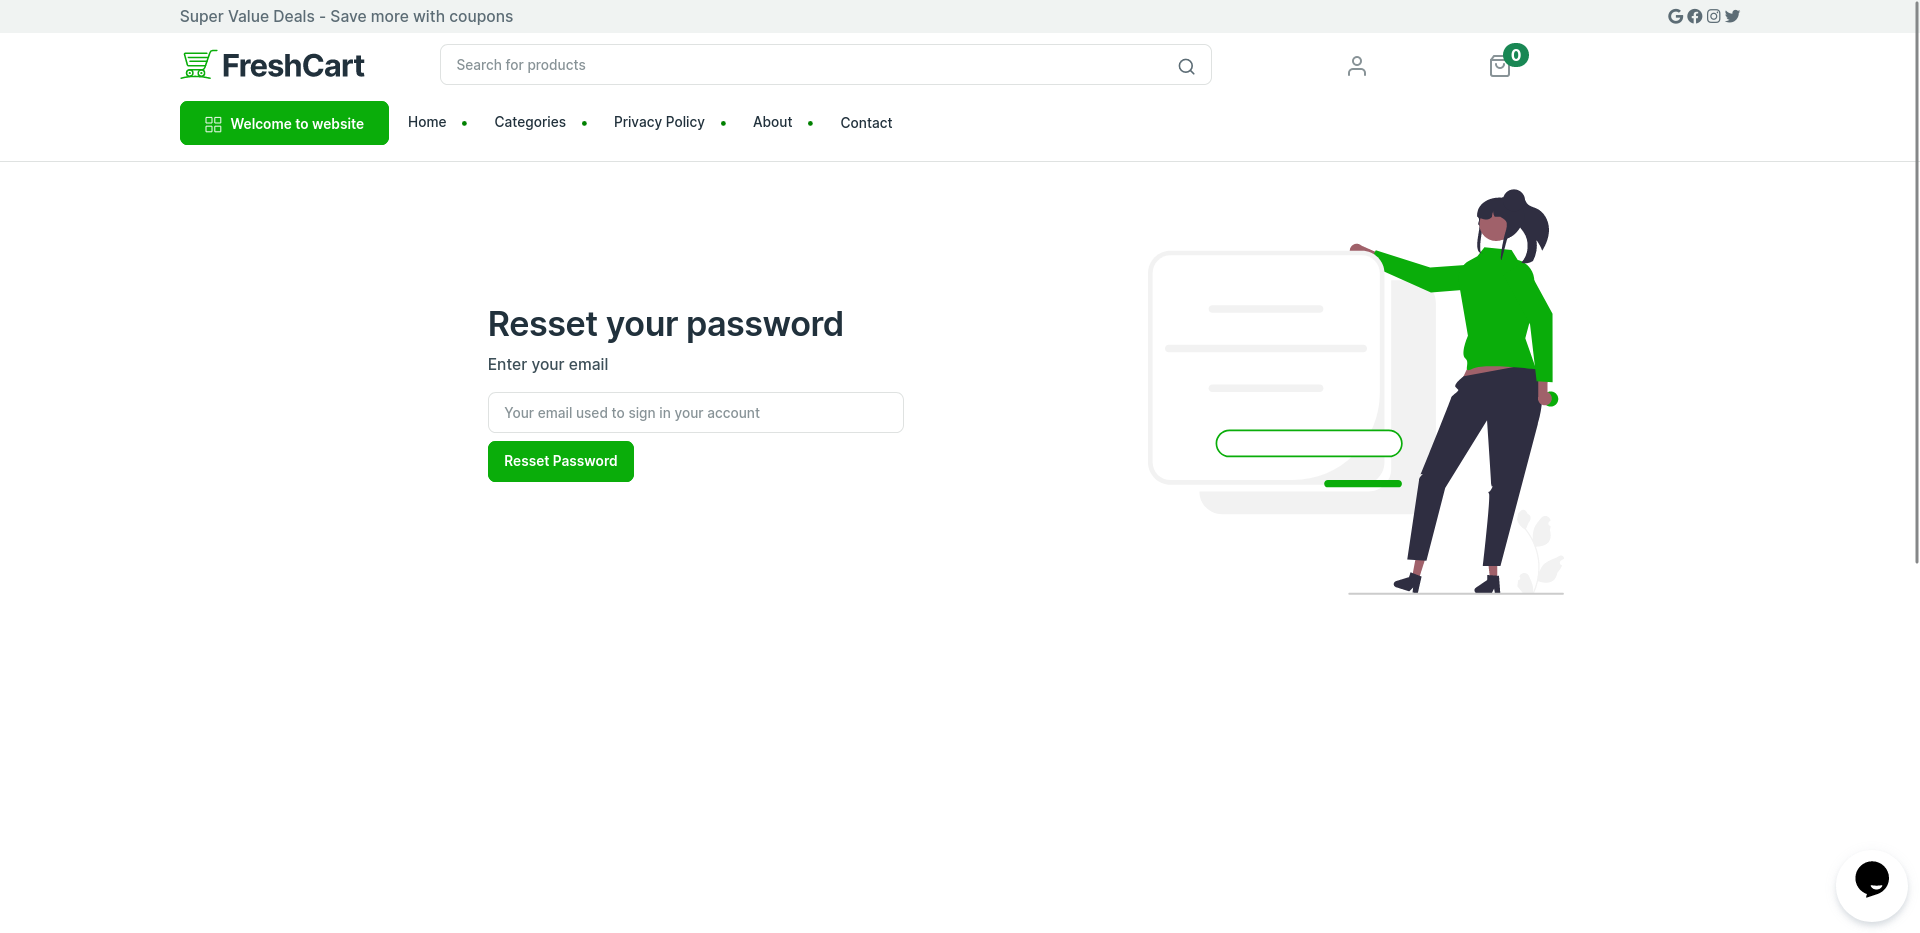 Super Value Deals - Save more with coupons
FreshCart
Search for products
0
Welcome to website
Home
Categories
Privacy Policy
About
Contact
Resset your password
Enter your email
Your email used to sign in your account
Resset Password